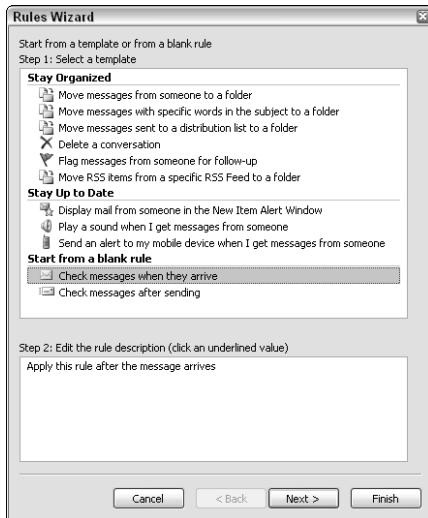 Rules Wizard
Start from a template or from a blank rule
Step 1: Select a template
Stay Organized
Move messages from someone to a folder
Move messages with specific words in the subject to a folder
Move messages sent to a distribution list to a folder
Delete a conversation
Flag messages from someone for follow-up
Move RSS items from a specific RSS Feed to a folder
Stay Up to Date
Display mail from someone in the New Item Alert Window
Play a sound when I get messages from someone
Send an alert to my mobile device when I get messages from someone
Start from a blank rule
Check messages when they arrive
Check messages after sending
Step 2: Edit the rule description (click an underlined value)
Apply this rule after the message arrives
Cancel < Back Next > Finish